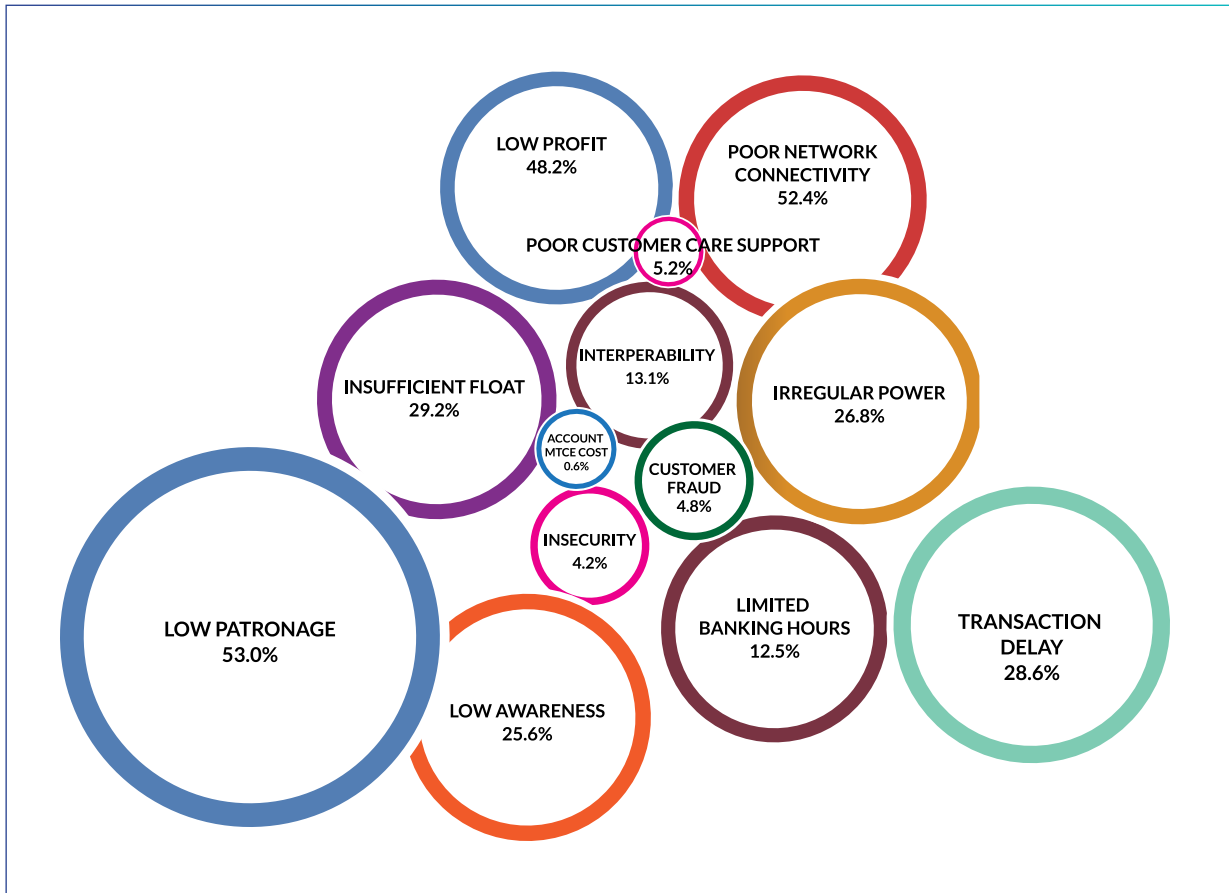 LOW PROFIT
48.2%
POOR NETWORK
CONNECTIVITY
52.4%
POOR CUSTOMER CARE SUPPORT
5.2%
INTERPERABILITY
13.1%
INSUFFICIENT FLOAT
29.2%
IRREGULAR POWER
26.8%
ACCOUNT
MTCE COST
0.6%
CUSTOMER
FRAUD
4.8%
INSECURITY
4.2%
LOW PATRONAGE
53.0%
LIMITED
BANKING HOURS
12.5%
TRANSACTION
DELAY
28.6%
LOW AWARENESS
25.6%